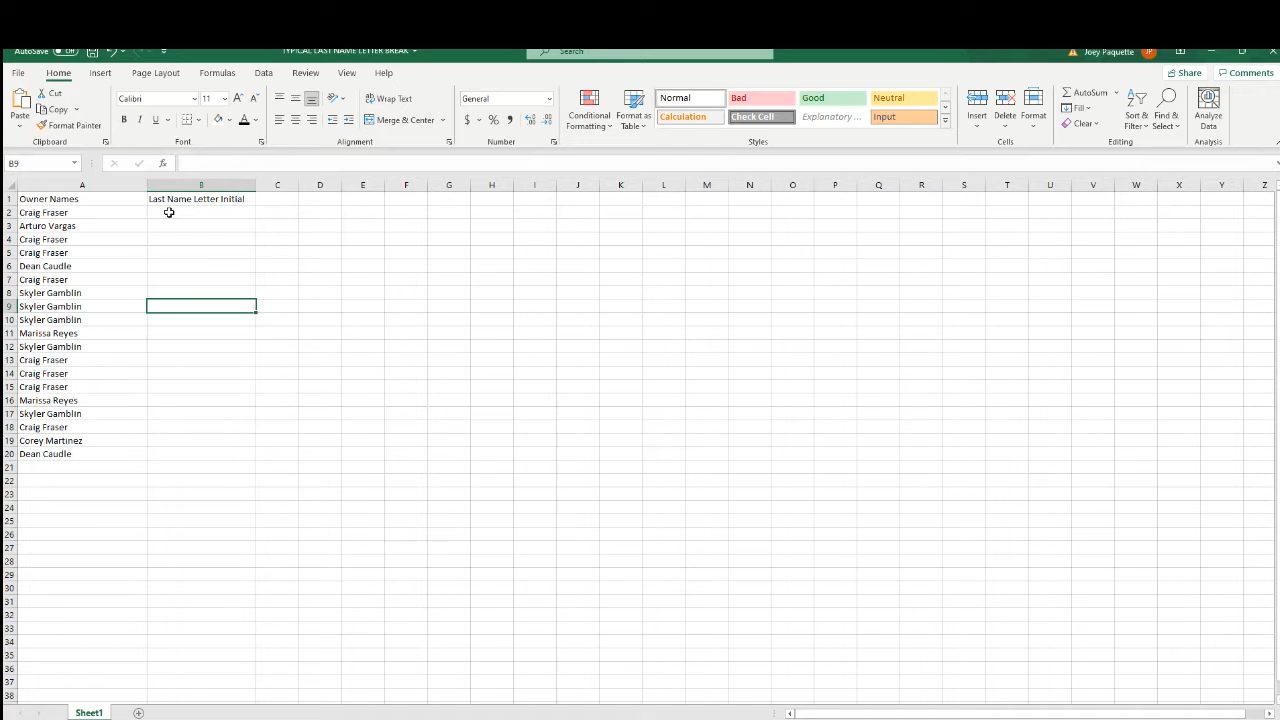 AutoSave Off TYPICAL LAST NAME LETTER BREAK Search Joey Paquette JP
File Home Insert Page Layout Formulas Data Review View Help Share Comments
Paste
Cut
Copy
Format Painter
Clipboard
Calibri 11
B I U A
Font
Wrap Text
Merge & Center
Alignment
General
$ % ,
Number
Conditional Formatting
Format as Table
Normal Bad Good Neutral
Calculation Check Cell Explanatory ... Input
Styles
Insert Delete Format
Cells
AutoSum
Fill
Clear
Sort & Filter
Find & Select
Editing
Analyze Data
Analysis
B9 fx
A B C D E F G H I J K L M N O P Q R S T U V W X Y Z
1 Owner Names Last Name Letter Initial
2 Craig Fraser
3 Arturo Vargas
4 Craig Fraser
5 Craig Fraser
6 Dean Caudle
7 Craig Fraser
8 Skyler Gamblin
9 Skyler Gamblin
10 Skyler Gamblin
11 Marissa Reyes
12 Skyler Gamblin
13 Craig Fraser
14 Craig Fraser
15 Craig Fraser
16 Marissa Reyes
17 Skyler Gamblin
18 Craig Fraser
19 Corey Martinez
20 Dean Caudle
21
22
23
24
25
26
27
28
29
30
31
32
33
34
35
36
37
38
Sheet1